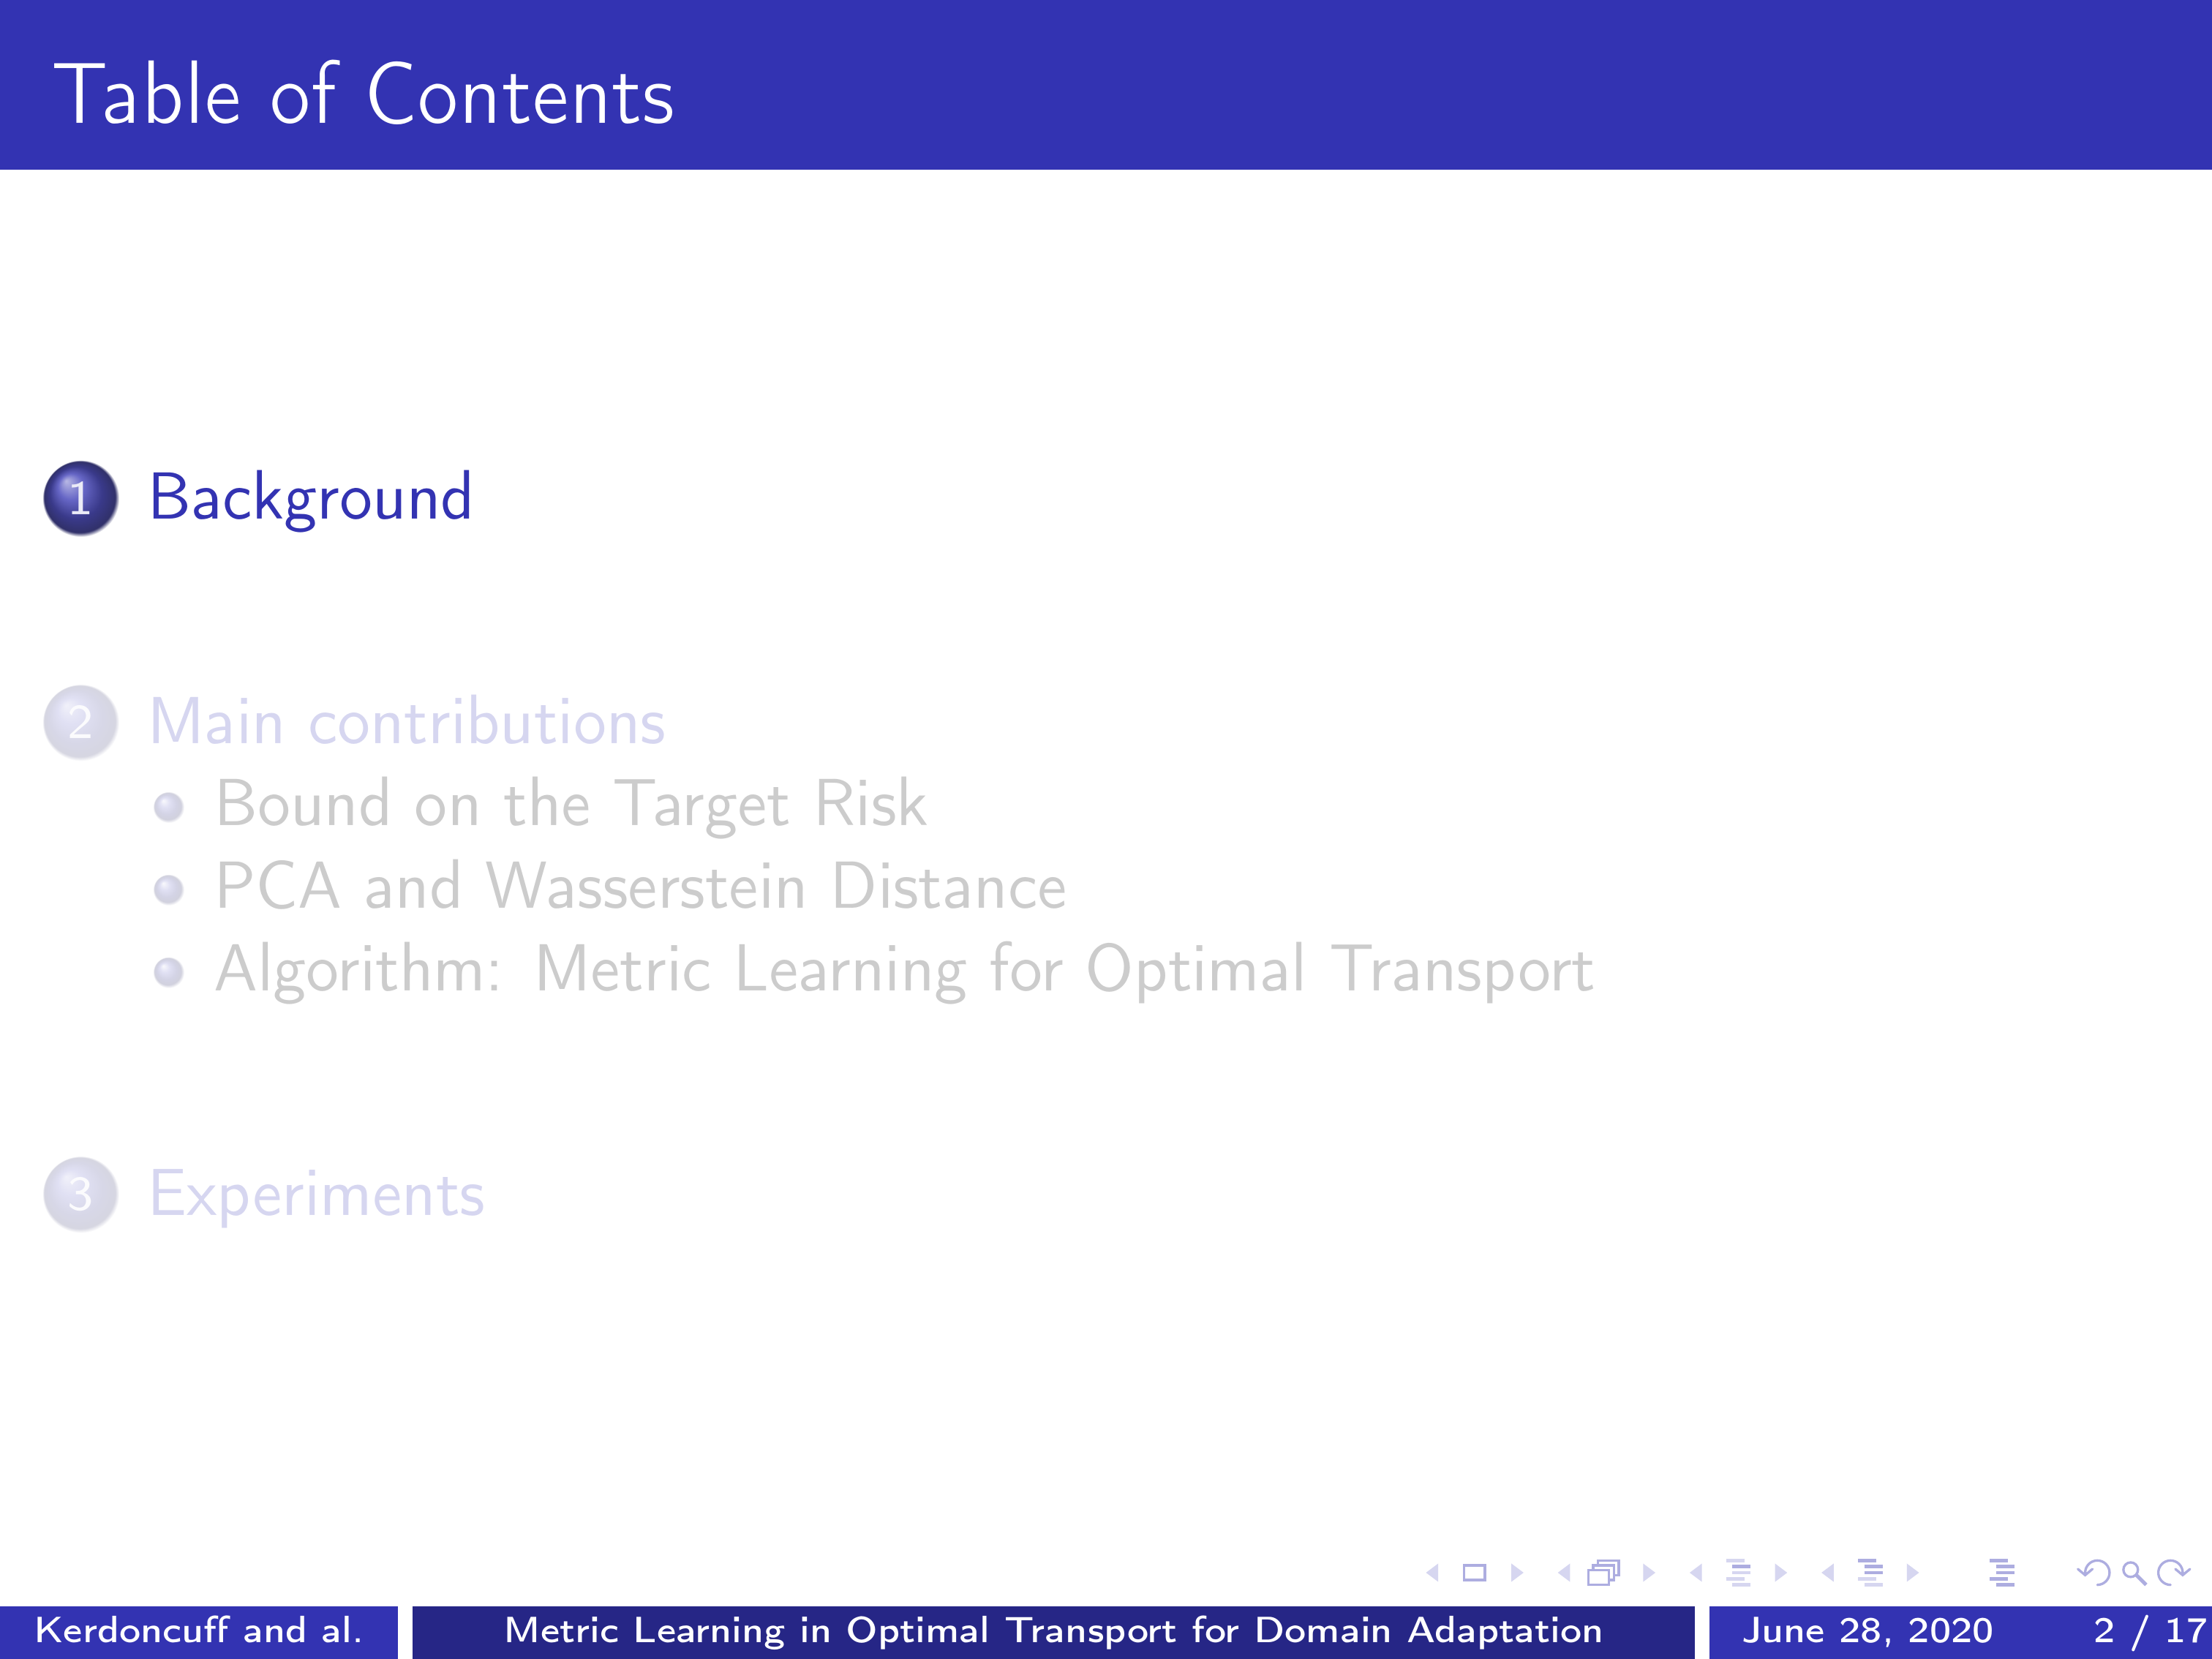 Table of Contents
1 Background
2 Main contributions
Bound on the Target Risk
PCA and Wasserstein Distance
Algorithm: Metric Learning for Optimal Transport
3 Experiments
Kerdoncuff and al. Metric Learning in Optimal Transport for Domain Adaptation June 28, 2020 2 / 17